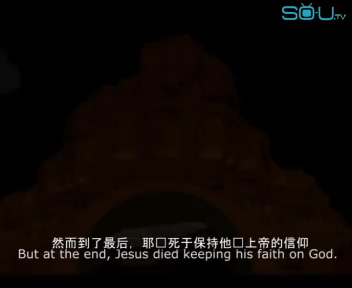 SOU.TV
然而到了最后，耶□死于保持他□上帝的信仰
But at the end, Jesus died keeping his faith on God.